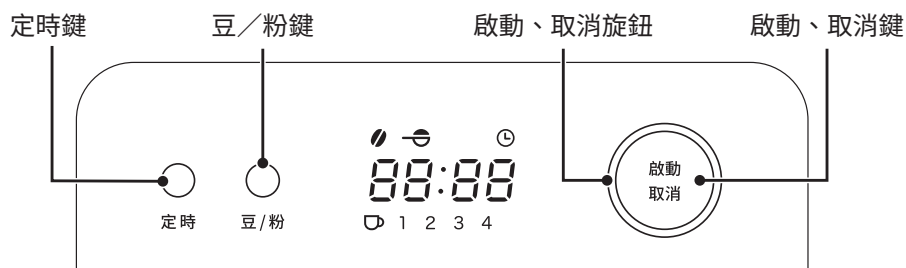 定時鍵
豆／粉鍵
啟動、取消旋鈕
啟動、取消鍵
88:88
1 2 3 4
定時
豆/粉
啟動
取消